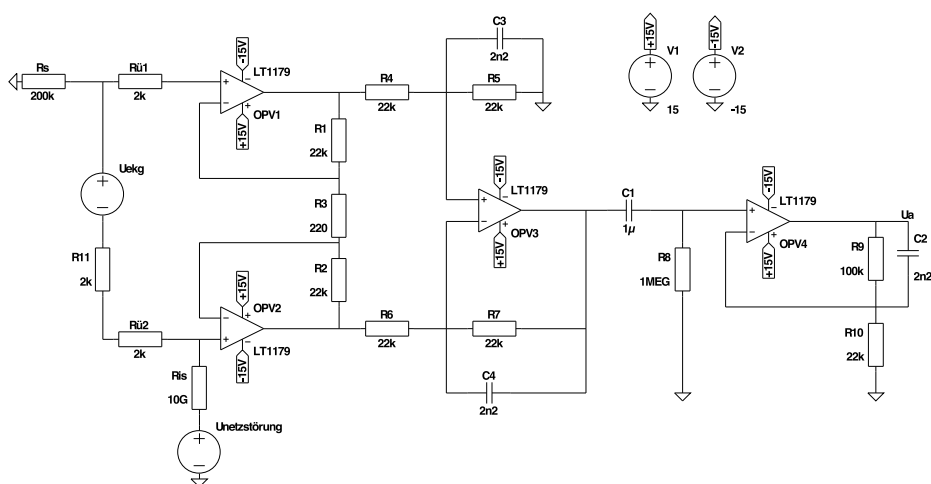 C3
2n2
-15V
LT1179
+15V
OPV1
Rs
200k
Rü1
2k
R4
22k
R5
22k
+15V
V1
15
-15V
V2
-15
R1
22k
Uekg
R3
220
-15V
LT1179
+15V
OPV3
C1
1µ
-15V
LT1179
+15V
OPV4
Ua
C2
2n2
R9
100k
R11
2k
R2
22k
R8
1MEG
+15V
OPV2
-15V
LT1179
Rü2
2k
R6
22k
R7
22k
R10
22k
Ris
10G
C4
2n2
Unetzstörung